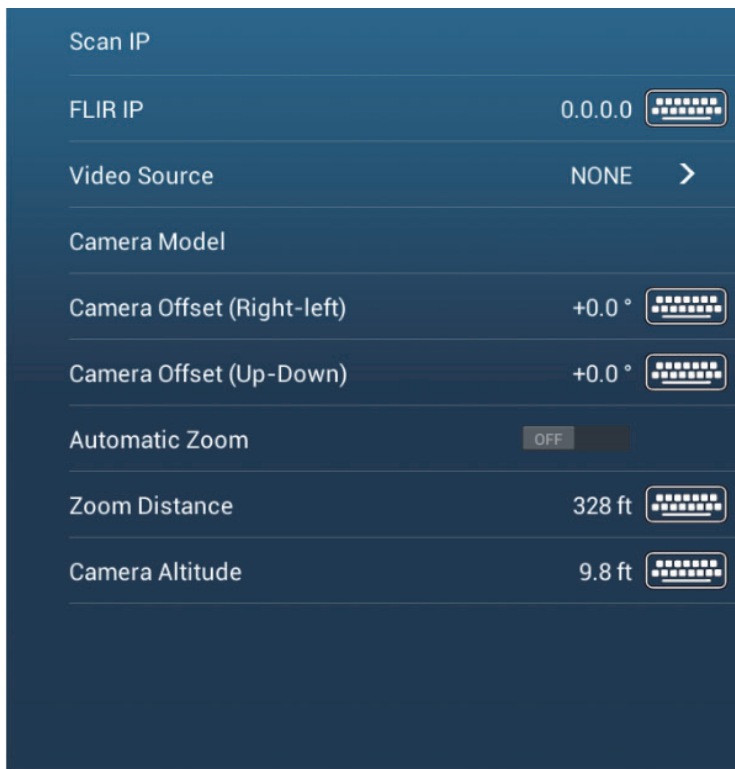 Scan IP
FLIR IP 0.0.0.0
Video Source NONE
Camera Model
Camera Offset (Right-left) +0.0 °
Camera Offset (Up-Down) +0.0 °
Automatic Zoom OFF
Zoom Distance 328 ft
Camera Altitude 9.8 ft